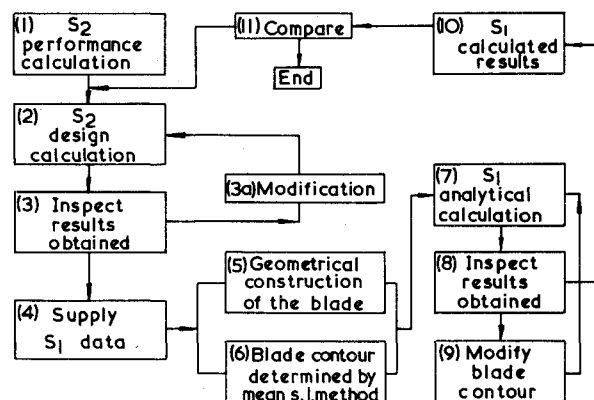 (1) S2
performance
calculation
(11) Compare
End
(10) S1
calculated
results
(2) S2
design
calculation
(3) Inspect
results
obtained
(3a) Modification
(4) Supply
S1 data
(5) Geometrical
construction
of the blade
(6) Blade contour
determined by
mean s.l. method
(7) S1
analytical
calculation
(8) Inspect
results
obtained
(9) Modify
blade
contour